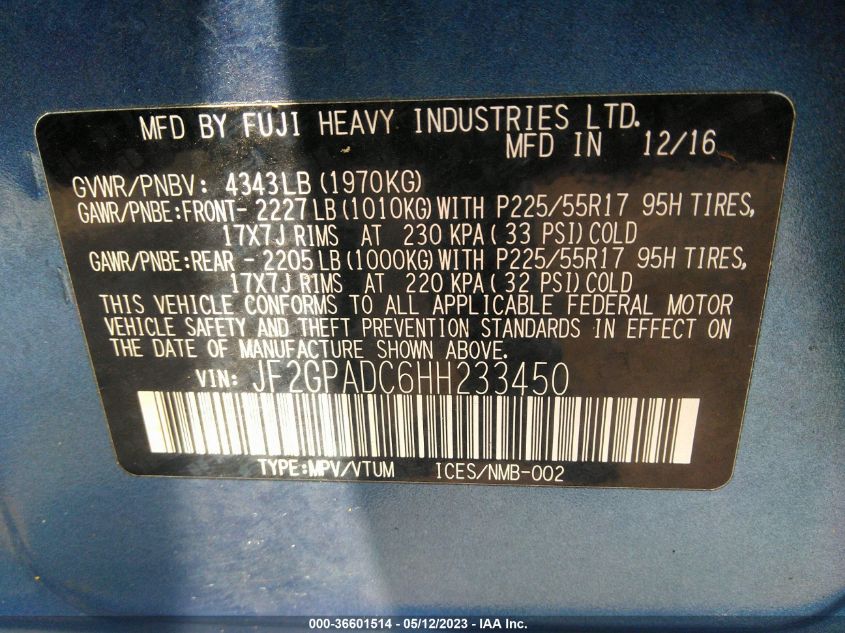 MFD BY FUJI HEAVY INDUSTRIES LTD.
MFD IN 12/16
GVWR/PNBV: 4343LB (1970KG)
GAWR/PNBE:FRONT- 2227LB (1010KG) WITH P225/55R17 95H TIRES,
17X7J RIMS AT 230 KPA( 33 PSI) COLD
GAWR/PNBE:REAR - 2205LB (1000KG) WITH P225/55R17 95H TIRES,
17X7J RIMS AT 220 KPA( 32 PSI) COLD
THIS VEHICLE CONFORMS TO ALL APPLICABLE FEDERAL MOTOR
VEHICLE SAFETY AND THEFT PREVENTION STANDARDS IN EFFECT ON
THE DATE OF MANUFACTURE SHOWN ABOVE.
VIN: JF2GPADC6HH233450
TYPE:MPV/VTUM ICES/NMB-002
000-36601514 - 05/12/2023 - IAA Inc.